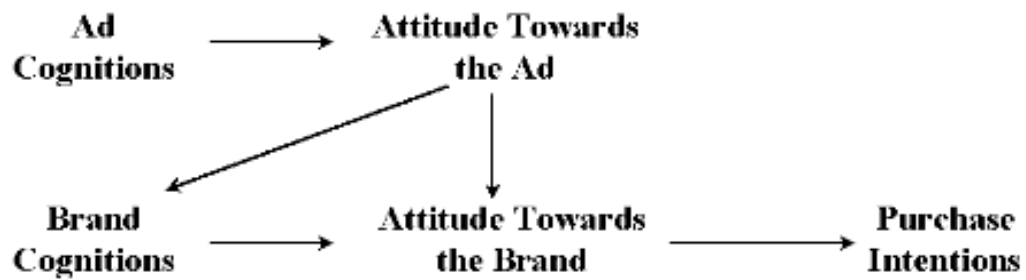 Ad
Cognitions
Attitude Towards
the Ad
Brand
Cognitions
Attitude Towards
the Brand
Purchase
Intentions